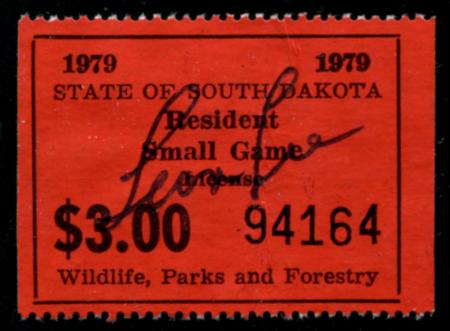 1979 1979
STATE OF SOUTH DAKOTA
Resident
Small Game
License
$3.00 94164
Wildlife, Parks and Forestry